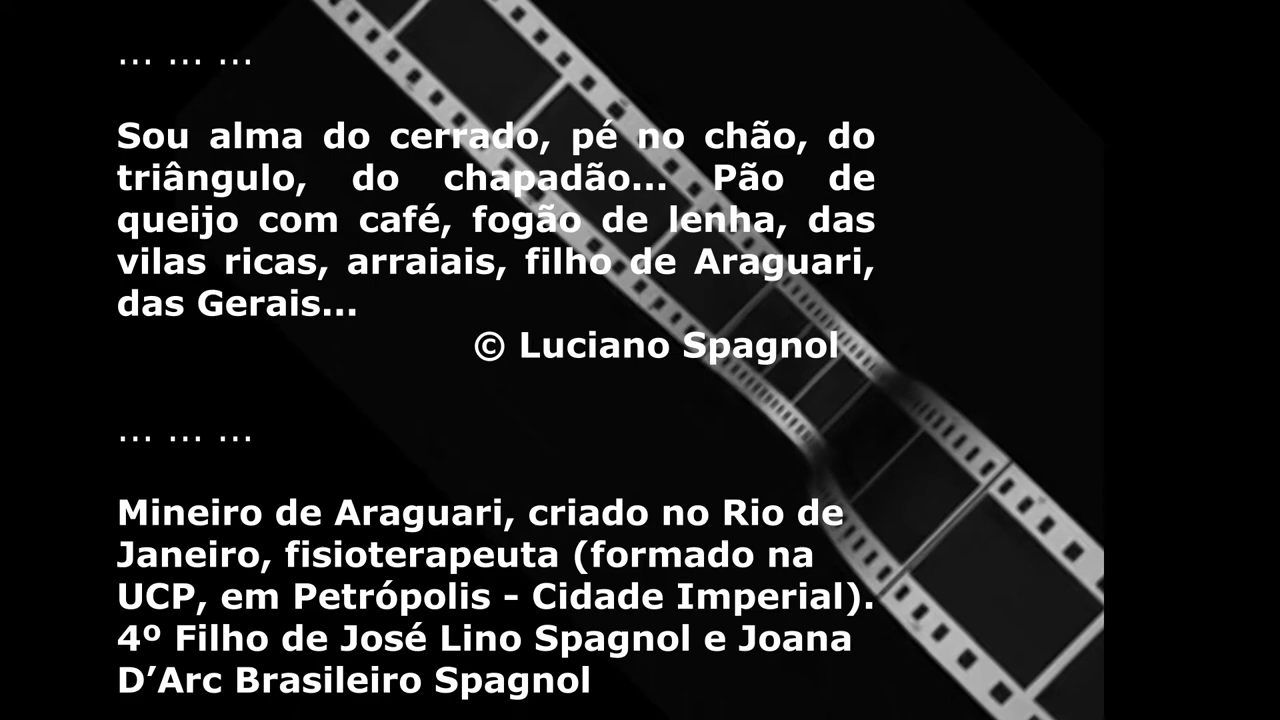 ... ... ...
Sou alma do cerrado, pé no chão, do
triângulo, do chapadão... Pão de
queijo com café, fogão de lenha, das
vilas ricas, arraiais, filho de Araguari,
das Gerais...
© Luciano Spagnol
... ... ...
Mineiro de Araguari, criado no Rio de
Janeiro, fisioterapeuta (formado na
UCP, em Petrópolis - Cidade Imperial).
4º Filho de José Lino Spagnol e Joana
D’Arc Brasileiro Spagnol